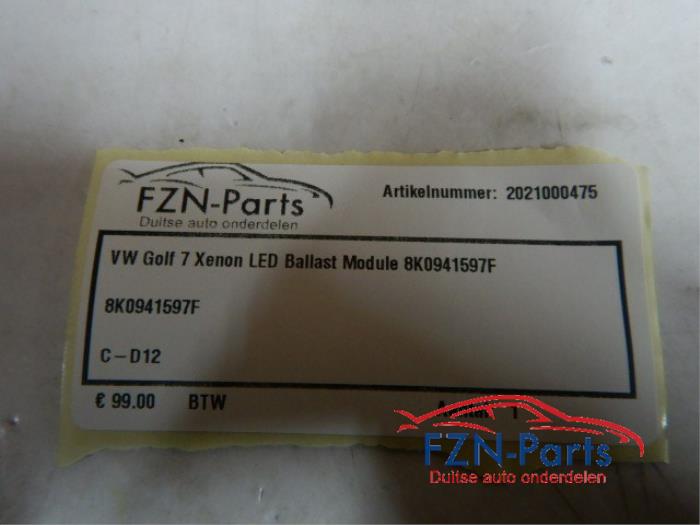 FZN-Parts
Duitse auto onderdelen
Artikelnummer: 2021000475
VW Golf 7 Xenon LED Ballast Module 8K0941597F
8K0941597F
C-D12
€ 99.00 BTW
1
FZN-Parts
Duitse auto onderdelen